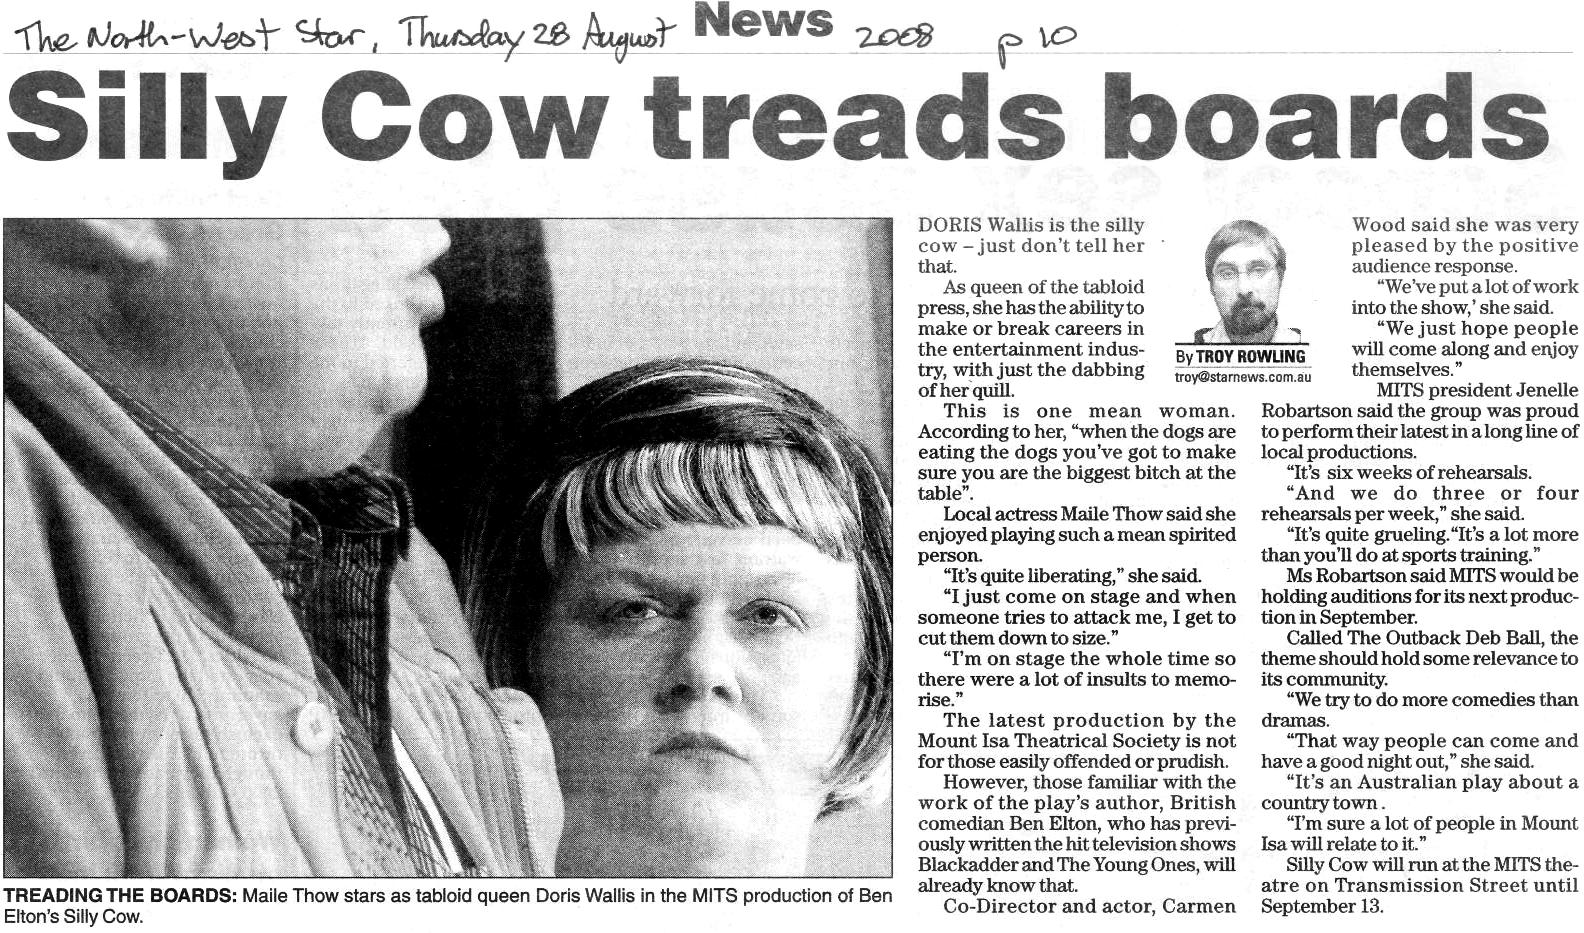 The North-West Star, Thursday 28 August News 2008 p 10
Silly Cow treads boards
TREADING THE BOARDS: Maile Thow stars as tabloid queen Doris Wallis in the MITS production of Ben
Elton's Silly Cow.
DORIS Wallis is the silly
cow – just don't tell her
that.
As queen of the tabloid
press, she has the ability to
make or break careers in
the entertainment indus-
try, with just the dabbing
of her quill.
This is one mean woman.
According to her, "when the dogs are
eating the dogs you've got to make
sure you are the biggest bitch at the
table".
Local actress Maile Thow said she
enjoyed playing such a mean spirited
person.
"It's quite liberating," she said.
"I just come on stage and when
someone tries to attack me, I get to
cut them down to size."
"I'm on stage the whole time so
there were a lot of insults to memo-
rise."
The latest production by the
Mount Isa Theatrical Society is not
for those easily offended or prudish.
However, those familiar with the
work of the play's author, British
comedian Ben Elton, who has previ-
ously written the hit television shows
Blackadder and The Young Ones, will
already know that.
Co-Director and actor, Carmen
By TROY ROWLING
troy@starnews.com.au
Wood said she was very
pleased by the positive
audience response.
"We've put a lot of work
into the show,' she said.
"We just hope people
will come along and enjoy
themselves."
MITS president Jenelle
Robartson said the group was proud
to perform their latest in a long line of
local productions.
"It's six weeks of rehearsals.
"And we do three or four
rehearsals per week," she said.
"It's quite grueling."It's a lot more
than you'll do at sports training."
Ms Robartson said MITS would be
holding auditions for its next produc-
tion in September.
Called The Outback Deb Ball, the
theme should hold some relevance to
its community.
"We try to do more comedies than
dramas.
"That way people can come and
have a good night out," she said.
"It's an Australian play about a
country town.
"I'm sure a lot of people in Mount
Isa will relate to it."
Silly Cow will run at the MITS the-
atre on Transmission Street until
September 13.